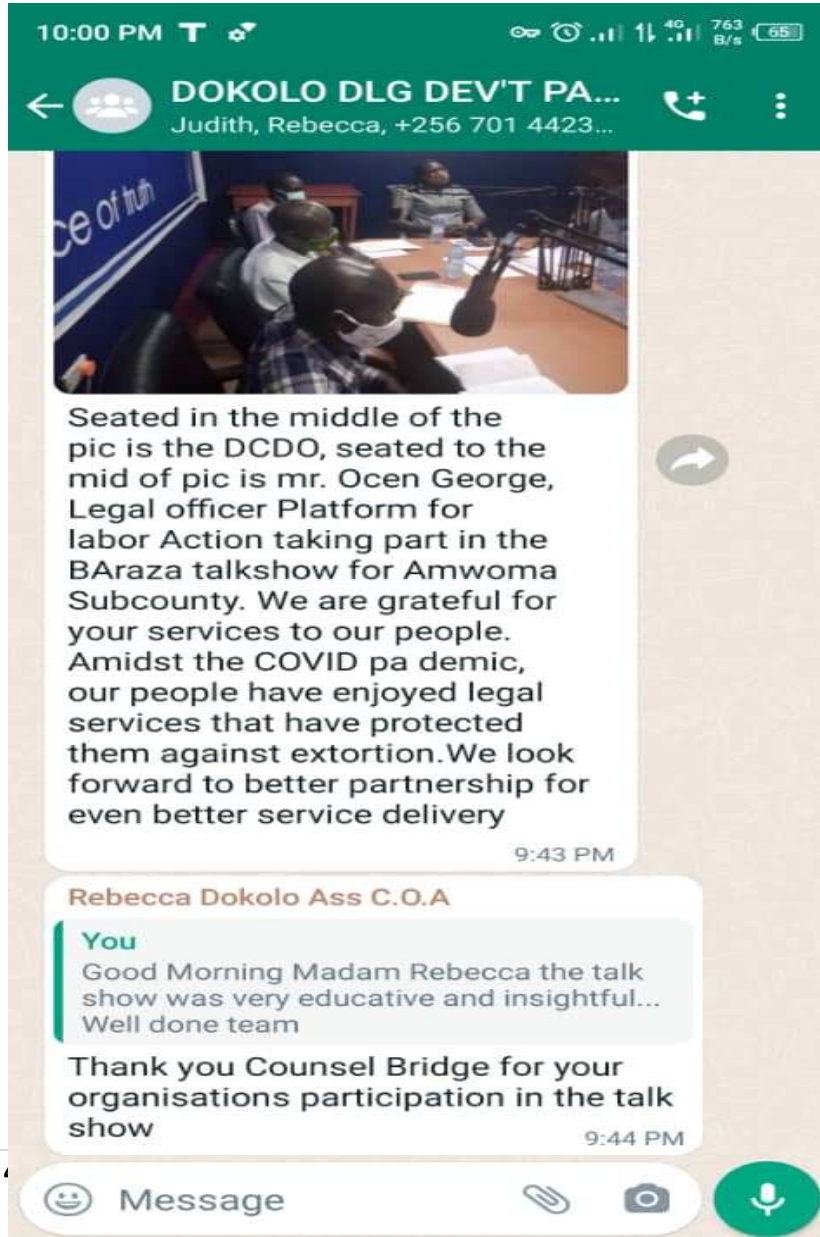 10:00 PM T
4G 763 B/s 65
DOKOLO DLG DEV'T PA...
Judith, Rebecca, +256 701 4423...
ce of truth
Seated in the middle of the
pic is the DCDO, seated to the
mid of pic is mr. Ocen George,
Legal officer Platform for
labor Action taking part in the
BAraza talkshow for Amwoma
Subcounty. We are grateful for
your services to our people.
Amidst the COVID pa demic,
our people have enjoyed legal
services that have protected
them against extortion.We look
forward to better partnership for
even better service delivery
9:43 PM
Rebecca Dokolo Ass C.O.A
You
Good Morning Madam Rebecca the talk
show was very educative and insightful...
Well done team
Thank you Counsel Bridge for your
organisations participation in the talk
show
9:44 PM
Message